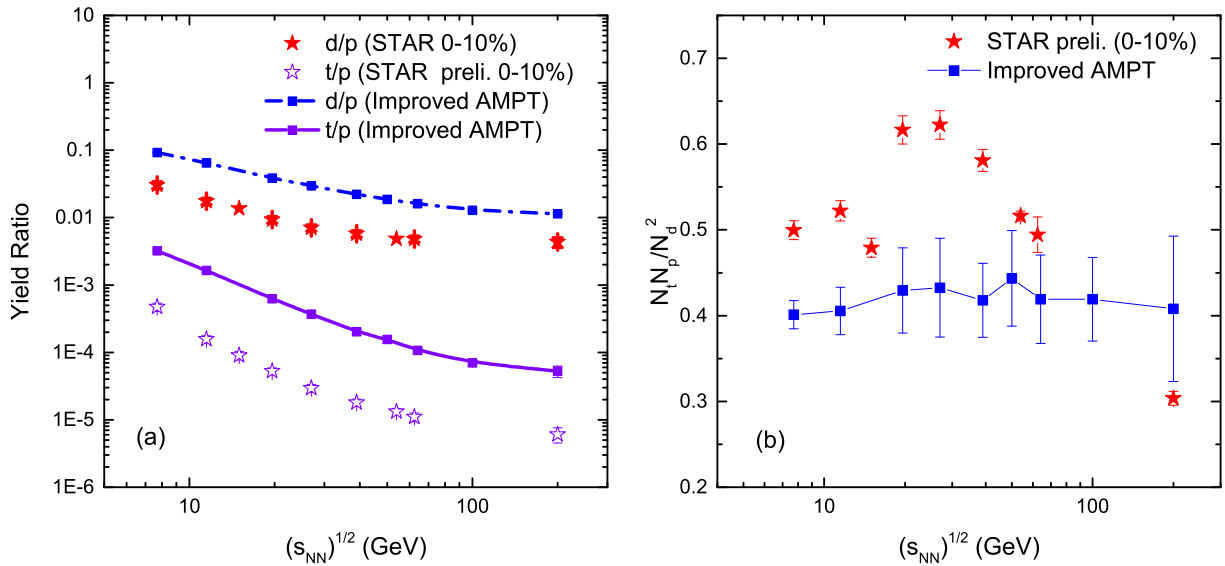 10
1
0.1
0.01
1E-3
1E-4
1E-5
1E-6
Yield Ratio
d/p (STAR 0-10%)
t/p (STAR preli. 0-10%)
d/p (Improved AMPT)
t/p (Improved AMPT)
(a)
10 100
(s_NN)^1/2 (GeV)
0.7
0.6
0.5
0.4
0.3
0.2
N_tN_p/N_d^2
STAR preli. (0-10%)
Improved AMPT
(b)
10 100
(s_NN)^1/2 (GeV)